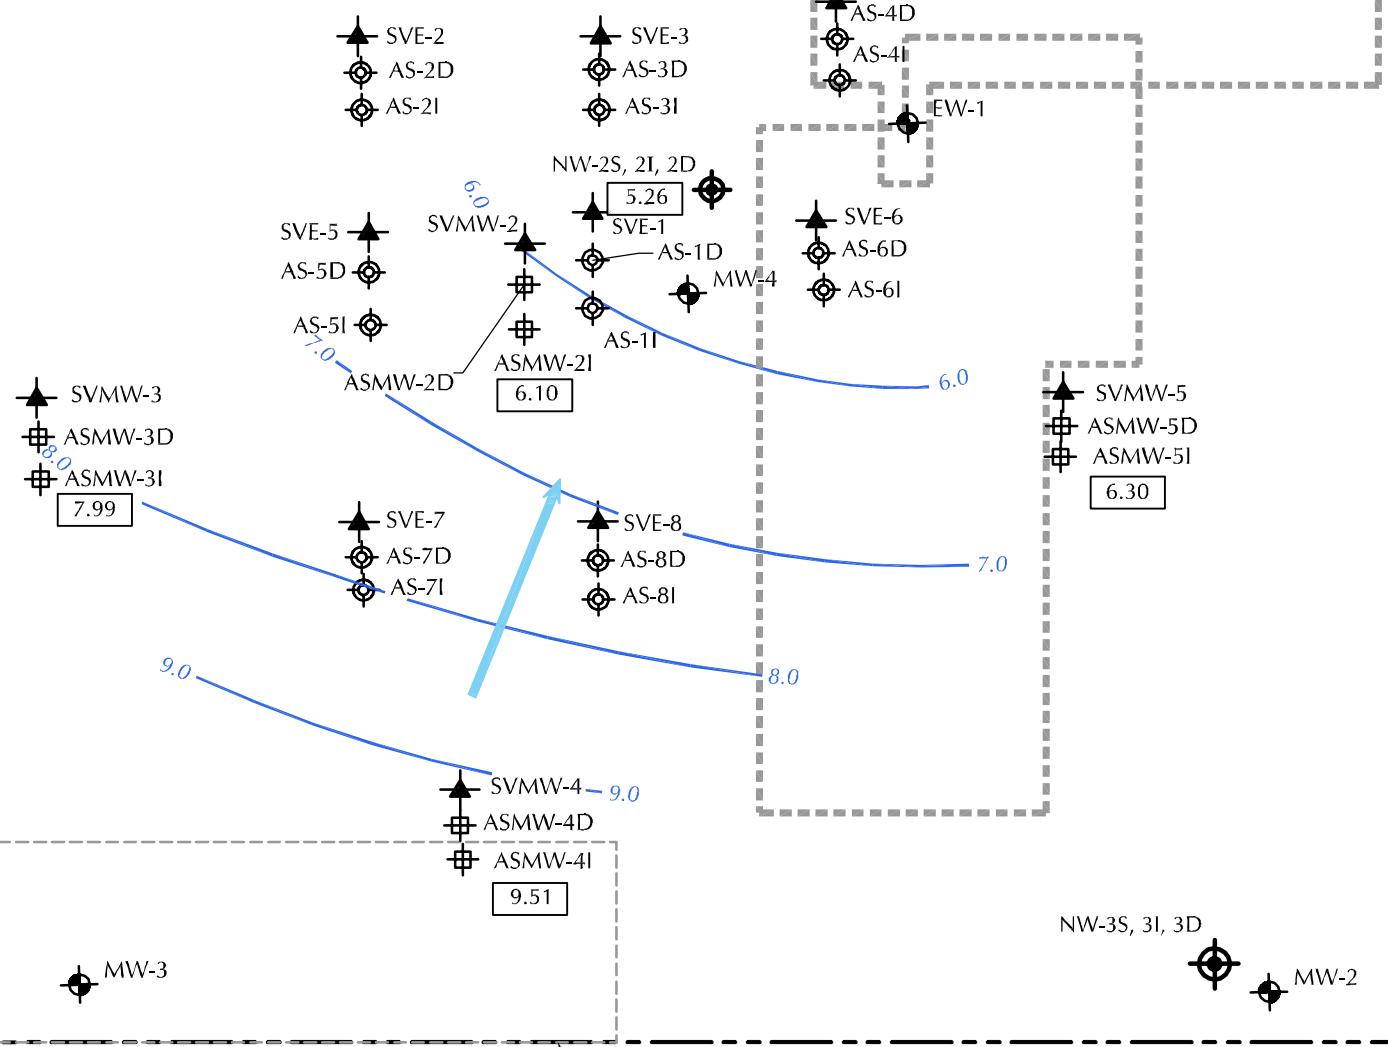 AS-4D
SVE-2
SVE-3
AS-4I
AS-2D
AS-3D
AS-2I
AS-3I
EW-1
NW-2S, 2I, 2D
5.26
6.0
SVMW-2
SVE-1
SVE-6
SVE-5
AS-1D
AS-6D
AS-5D
MW-4
AS-6I
AS-5I
AS-1I
7.0
ASMW-2I
ASMW-2D
6.10
6.0
SVMW-3
SVMW-5
ASMW-3D
ASMW-5D
8.0
ASMW-5I
ASMW-3I
6.30
7.99
SVE-7
SVE-8
AS-7D
AS-8D
7.0
AS-7I
AS-8I
9.0
8.0
SVMW-4
9.0
ASMW-4D
ASMW-4I
9.51
NW-3S, 3I, 3D
MW-3
MW-2